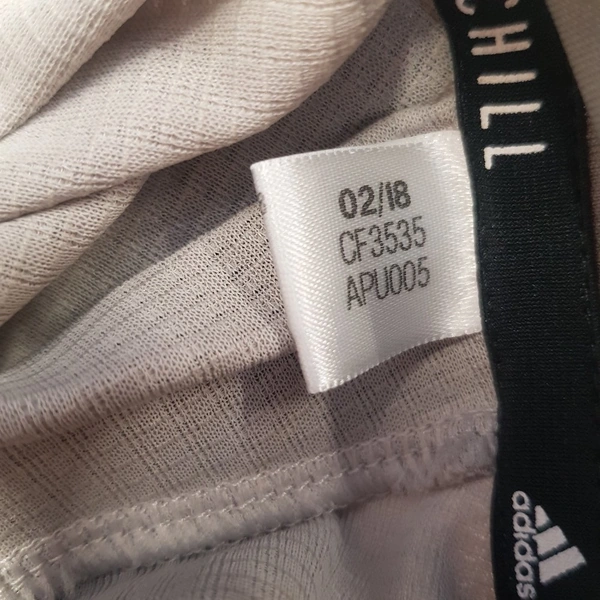 CHILL
02/18
CF3535
APU005
adidas